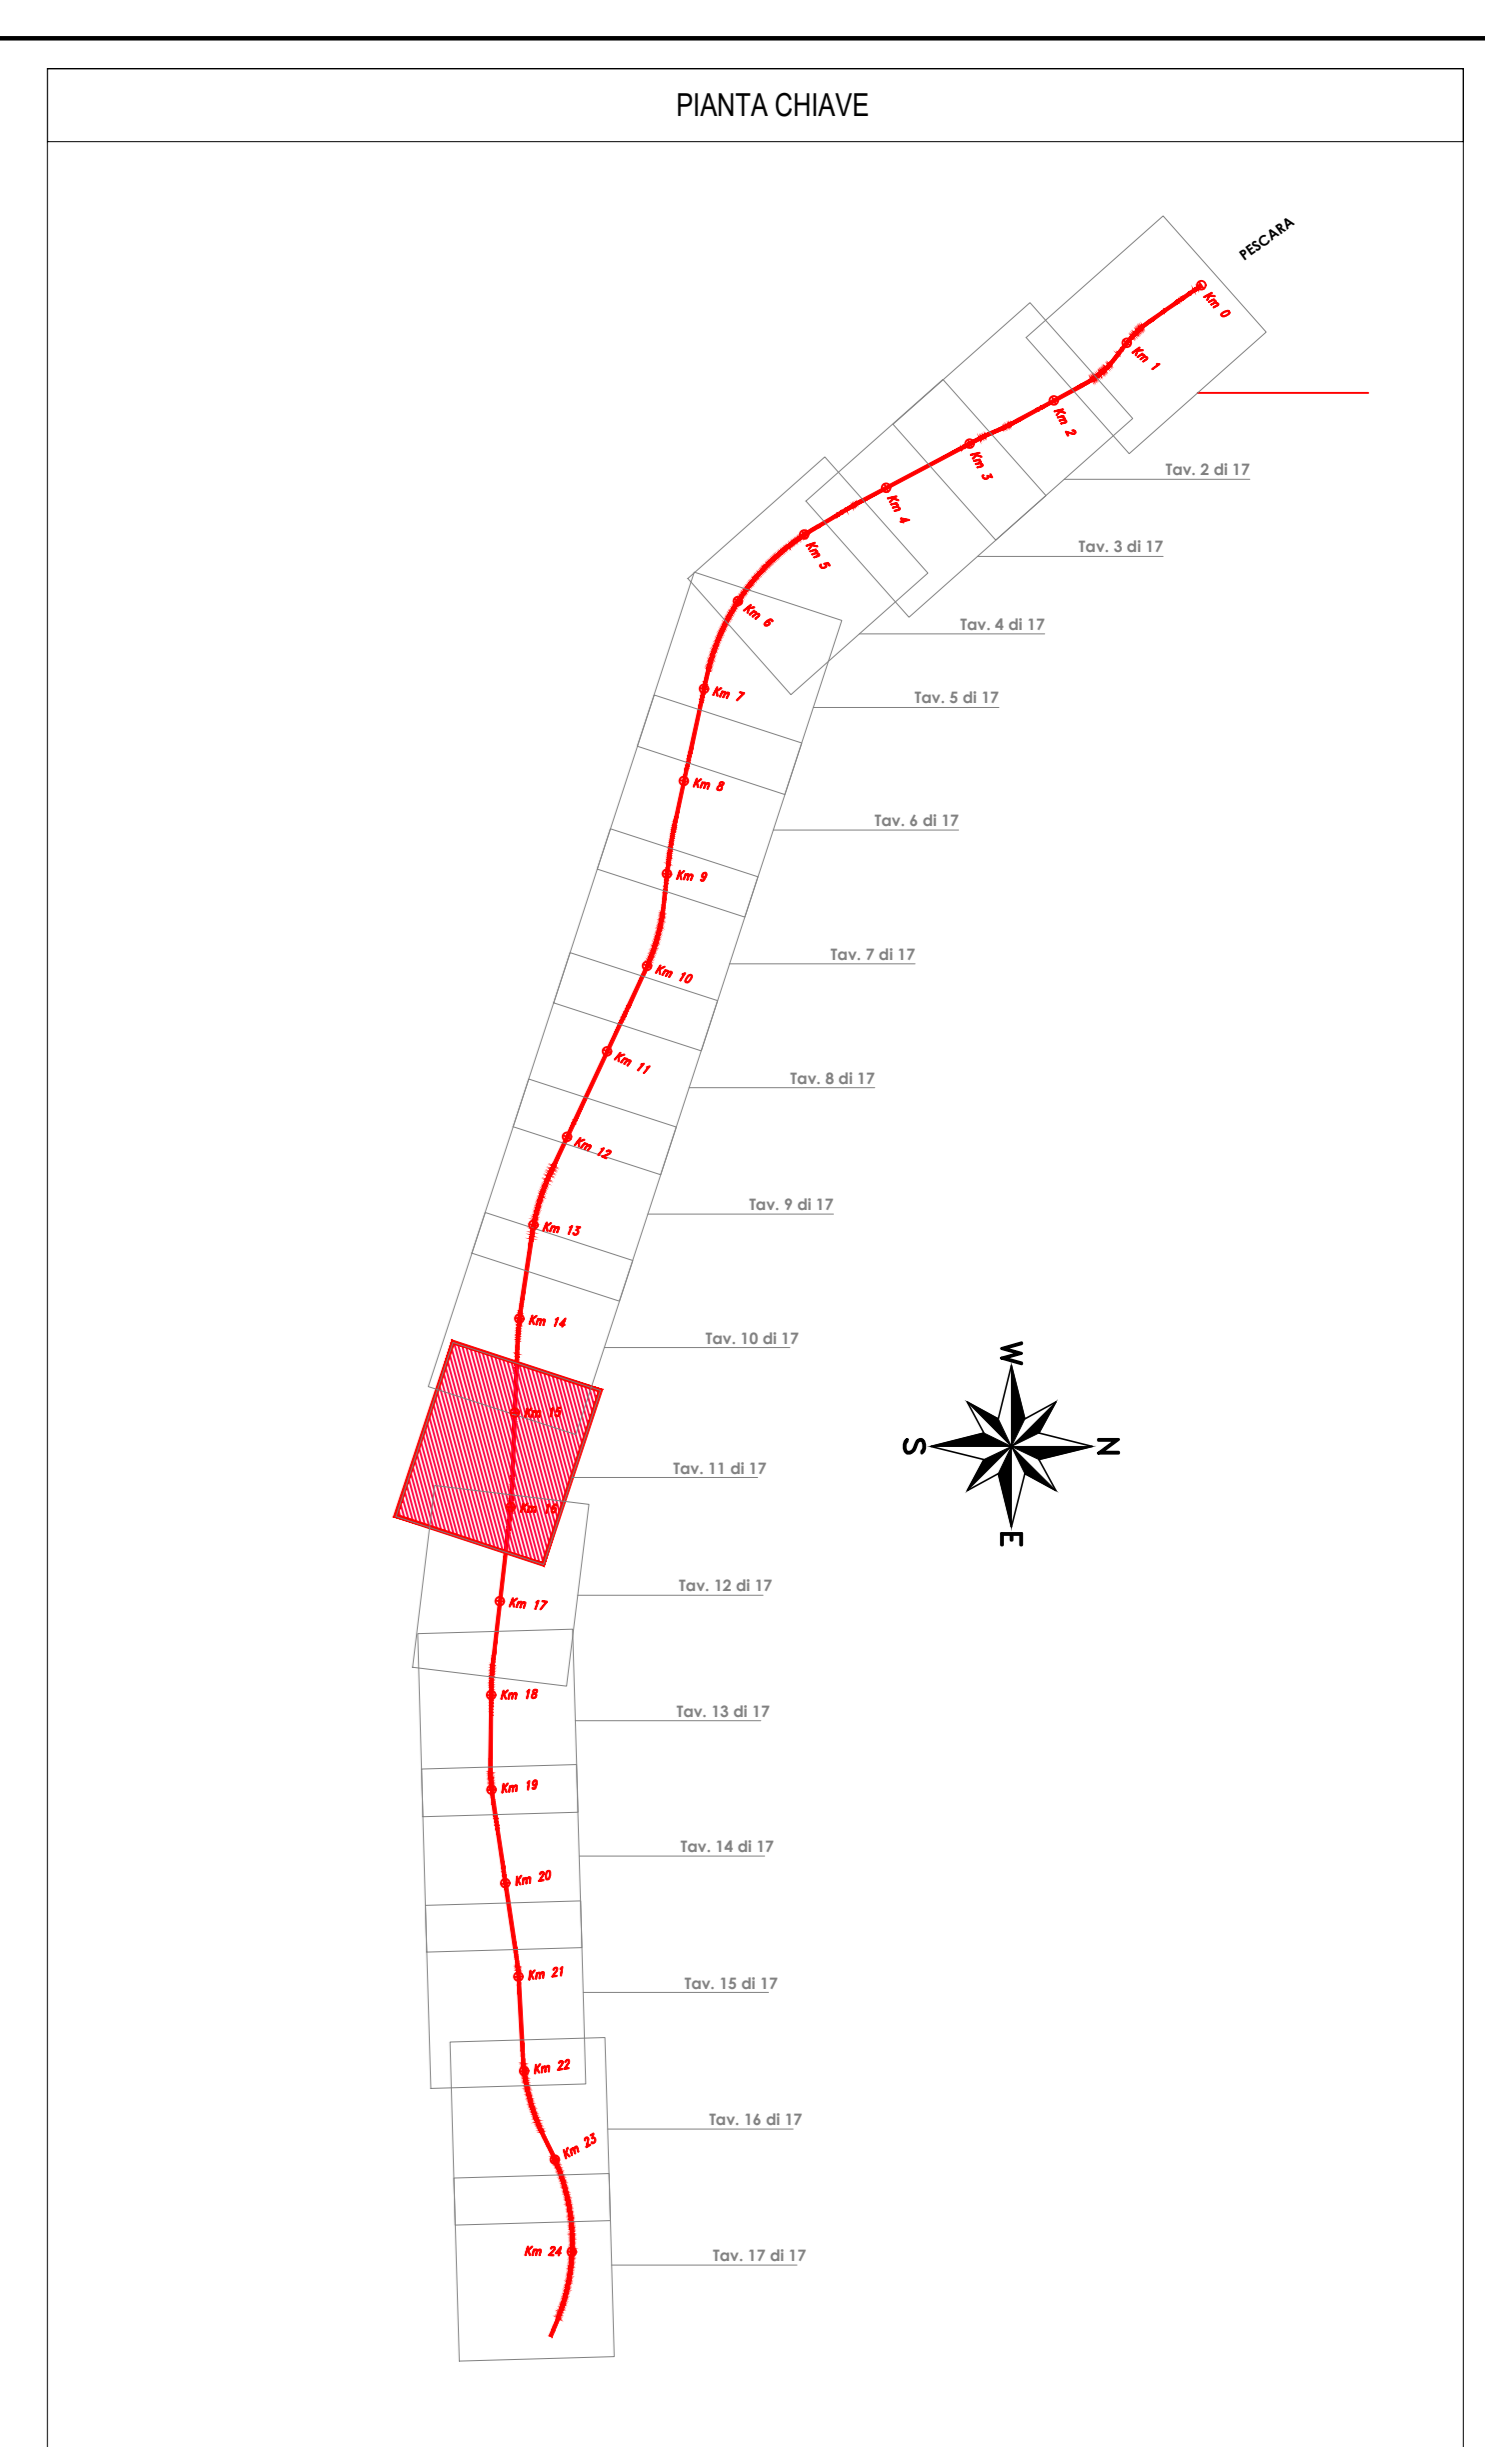 PIANTA CHIAVE
PESCARA
Km 0
Km 1
Km 2
Tav. 2 di 17
Km 3
Km 4
Tav. 3 di 17
Km 5
Km 6
Tav. 4 di 17
Km 7
Tav. 5 di 17
Km 8
Tav. 6 di 17
Km 9
Tav. 7 di 17
Km 10
Km 11
Tav. 8 di 17
Km 12
Tav. 9 di 17
Km 13
Km 14
Tav. 10 di 17
W
Km 15
S
N
Tav. 11 di 17
Km 16
E
Tav. 12 di 17
Km 17
Km 18
Tav. 13 di 17
Km 19
Tav. 14 di 17
Km 20
Km 21
Tav. 15 di 17
Km 22
Tav. 16 di 17
Km 23
Km 24
Tav. 17 di 17